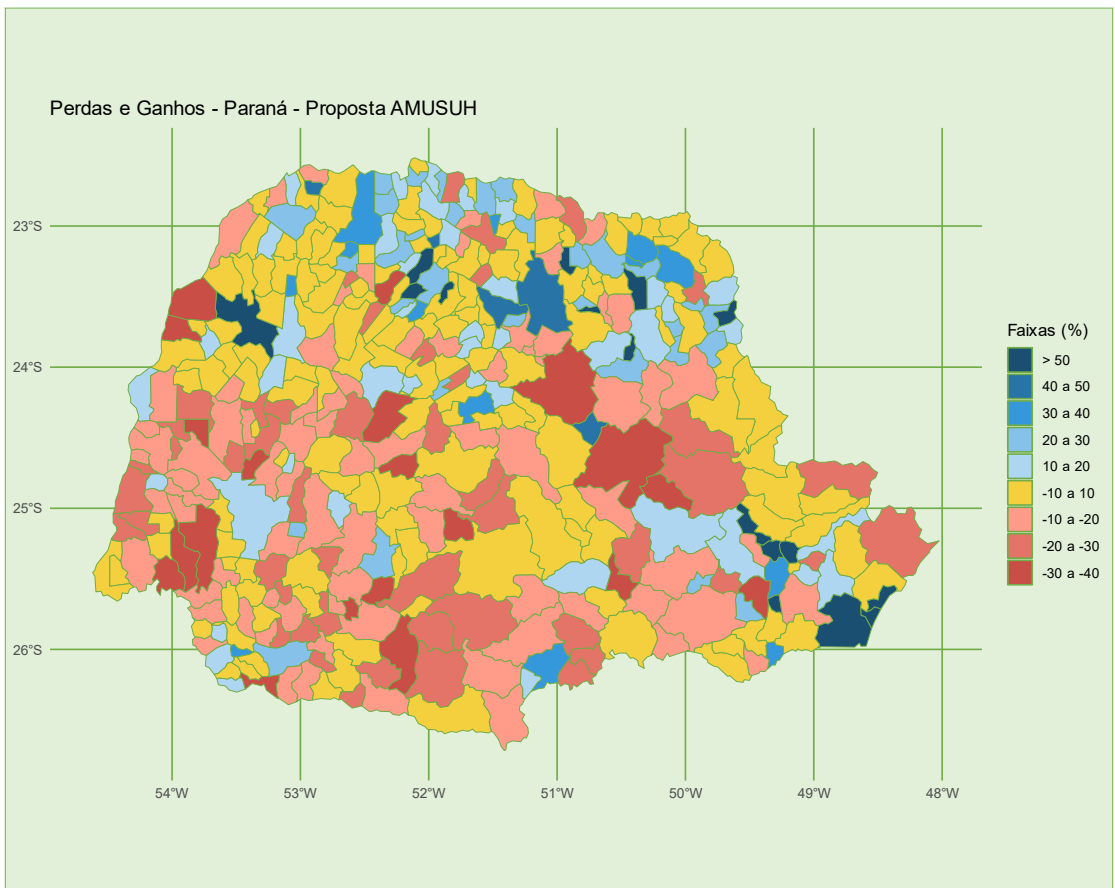 Perdas e Ganhos - Paraná - Proposta AMUSUH
23°S
24°S
25°S
26°S
54°W 53°W 52°W 51°W 50°W 49°W 48°W
Faixas (%)
> 50
40 a 50
30 a 40
20 a 30
10 a 20
-10 a 10
-10 a -20
-20 a -30
-30 a -40